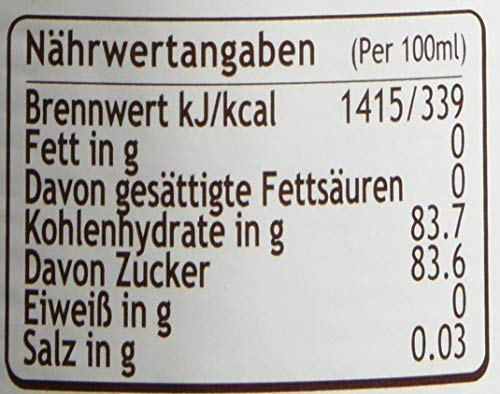 Nährwertangaben (Per 100ml)
Brennwert kJ/kcal 1415/339
Fett in g 0
Davon gesättigte Fettsäuren 0
Kohlenhydrate in g 83.7
Davon Zucker 83.6
Eiweiß in g 0
Salz in g 0.03